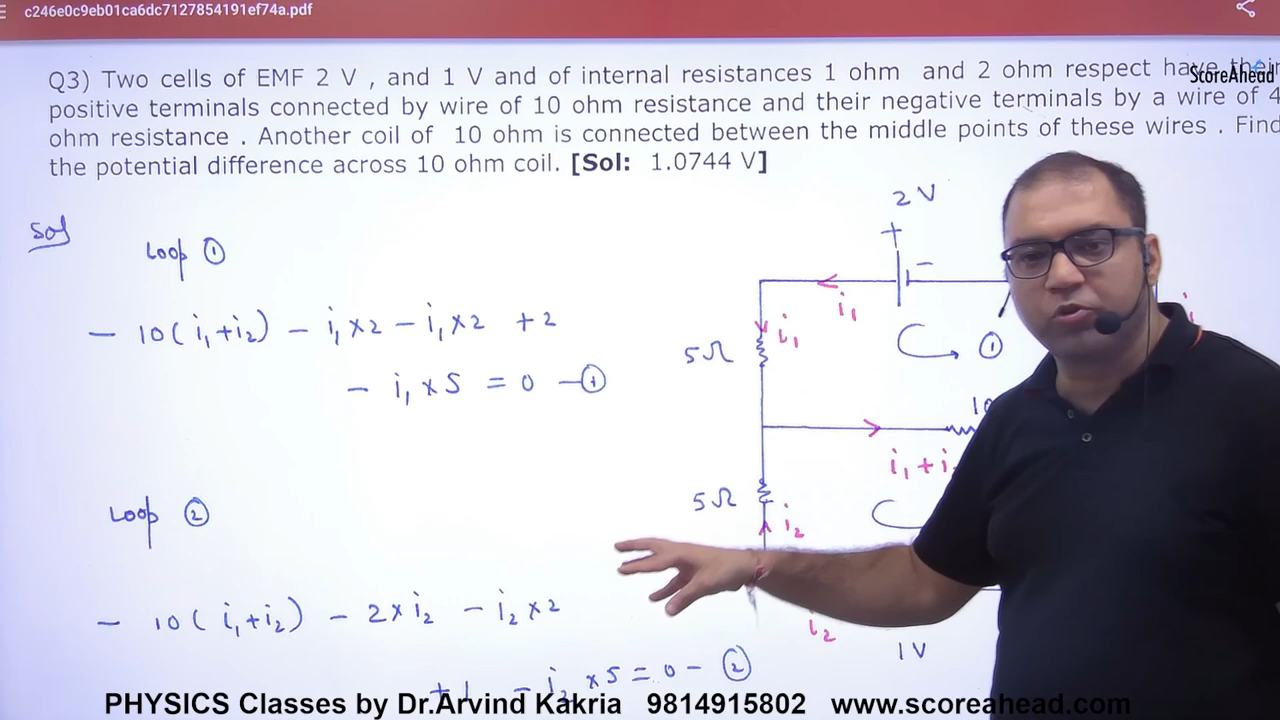 c246e0c9eb01ca6dc7127854191ef74a.pdf
Q3) Two cells of EMF 2 V , and 1 V and of internal resistances 1 ohm and 2 ohm respect have their
ScoreAhead
positive terminals connected by wire of 10 ohm resistance and their negative terminals by a wire of 4
ohm resistance . Another coil of 10 ohm is connected between the middle points of these wires . Find
the potential difference across 10 ohm coil. [Sol: 1.0744 V]
Sol
Loop ①
− 10(i₁+i₂) − i₁×2 − i₁×2 +2
− i₁×5 = 0 −①
Loop ②
− 10(i₁+i₂) − 2×i₂ − i₂×2
+1 − i₂×5 = 0 − ②
2 V
+ −
i₁
i₁
5Ω
①
10
i₁+i
5Ω
i₂
i₂
1V
i
PHYSICS Classes by Dr.Arvind Kakria 9814915802 www.scoreahead.com